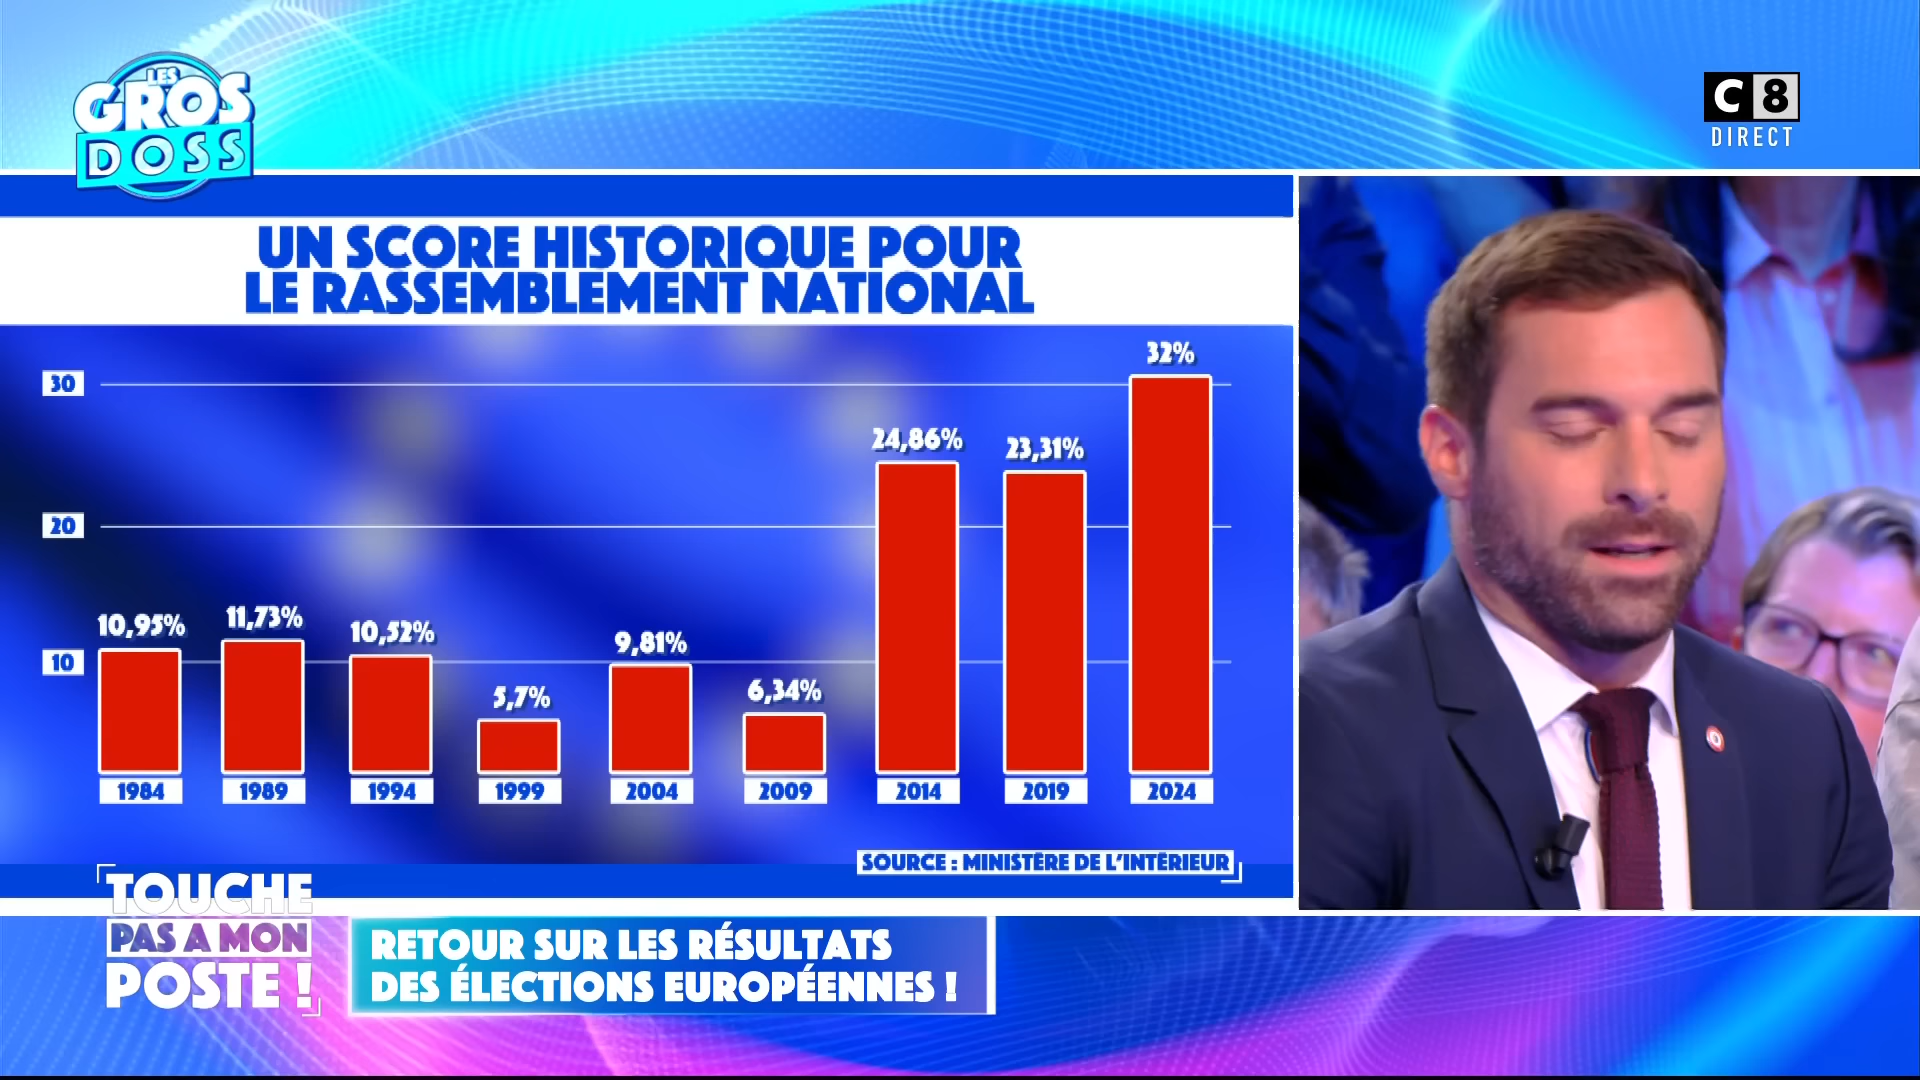 LES
GROS
DOSS
C8
DIRECT
UN SCORE HISTORIQUE POUR
LE RASSEMBLEMENT NATIONAL
30
20
10
10,95%
11,73%
10,52%
5,7%
9,81%
6,34%
24,86%
23,31%
32%
1984
1989
1994
1999
2004
2009
2014
2019
2024
SOURCE : MINISTÈRE DE L'INTÉRIEUR
TOUCHE
PAS A MON
POSTE !
RETOUR SUR LES RÉSULTATS
DES ÉLECTIONS EUROPÉENNES !